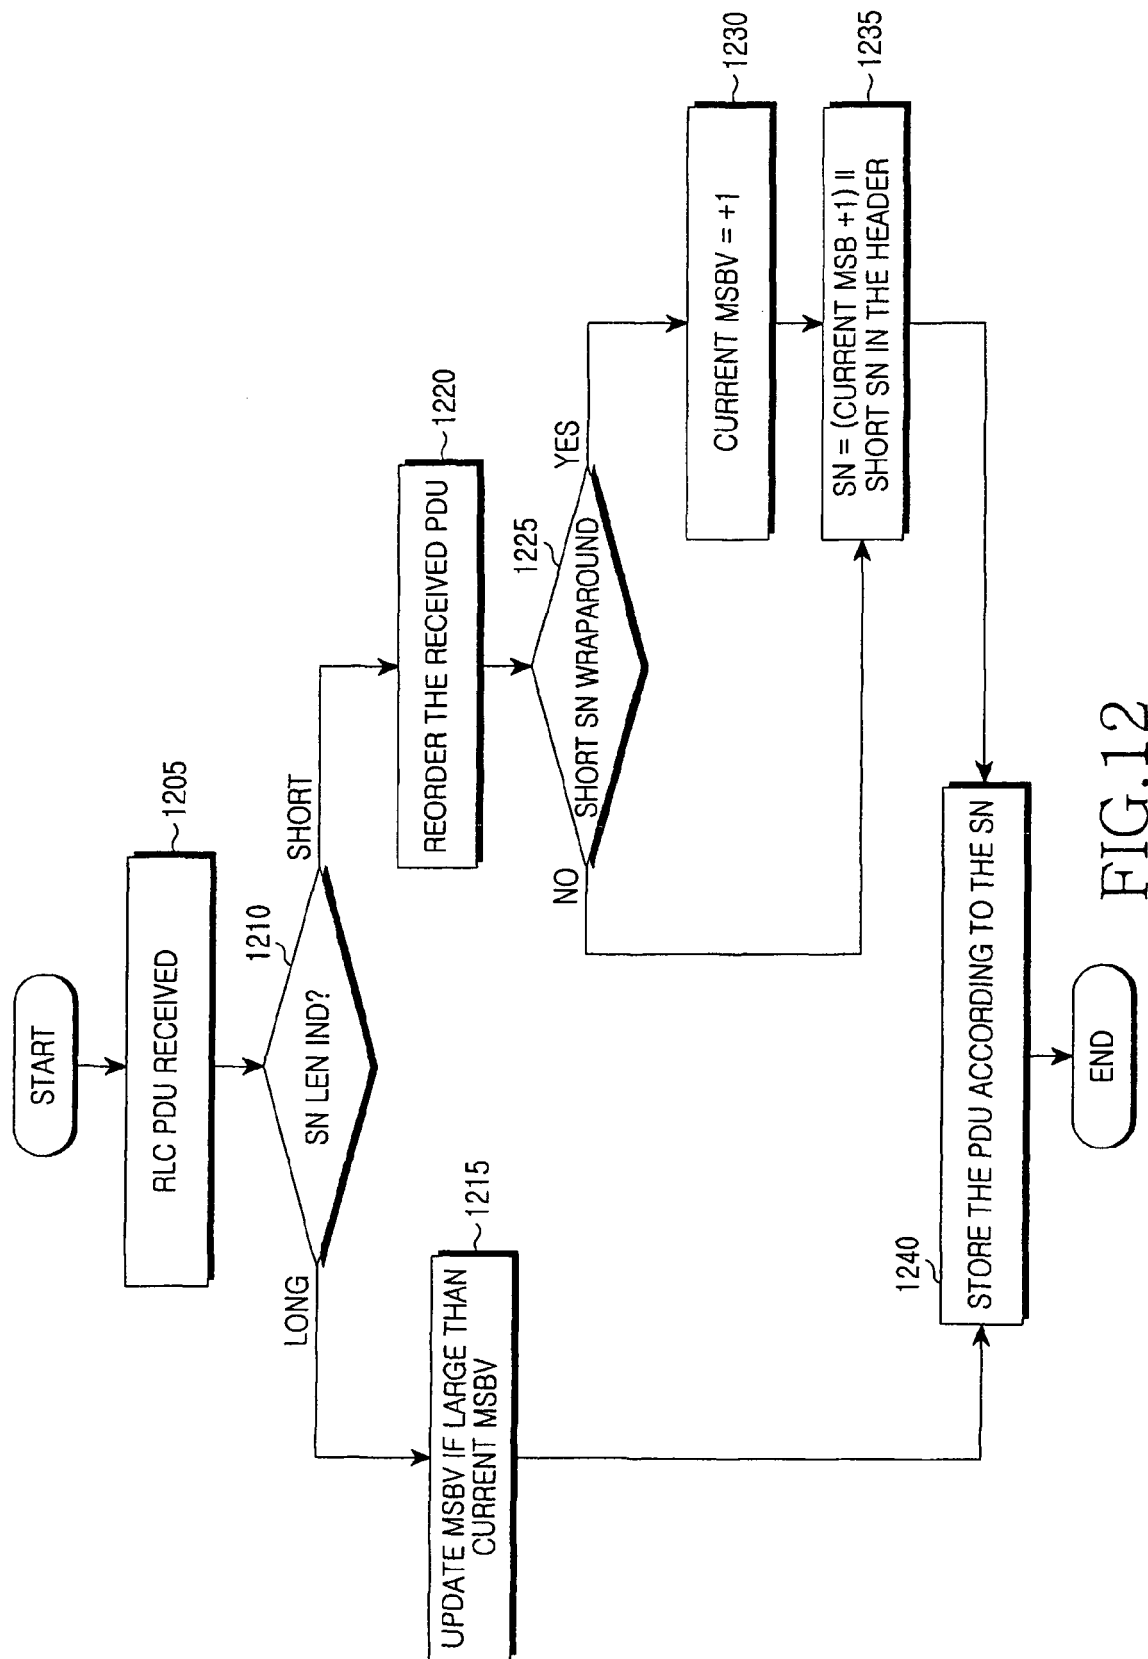 START
RLC PDU RECEIVED
1205
SN LEN IND?
1210
LONG
SHORT
UPDATE MSBV IF LARGE THAN
CURRENT MSBV
1215
REORDER THE RECEIVED PDU
1220
SHORT SN WRAPAROUND
1225
NO
YES
CURRENT MSBV = +1
1230
SN = (CURRENT MSB +1) ||
SHORT SN IN THE HEADER
1235
1240
STORE THE PDU ACCORDING TO THE SN
END
FIG.12